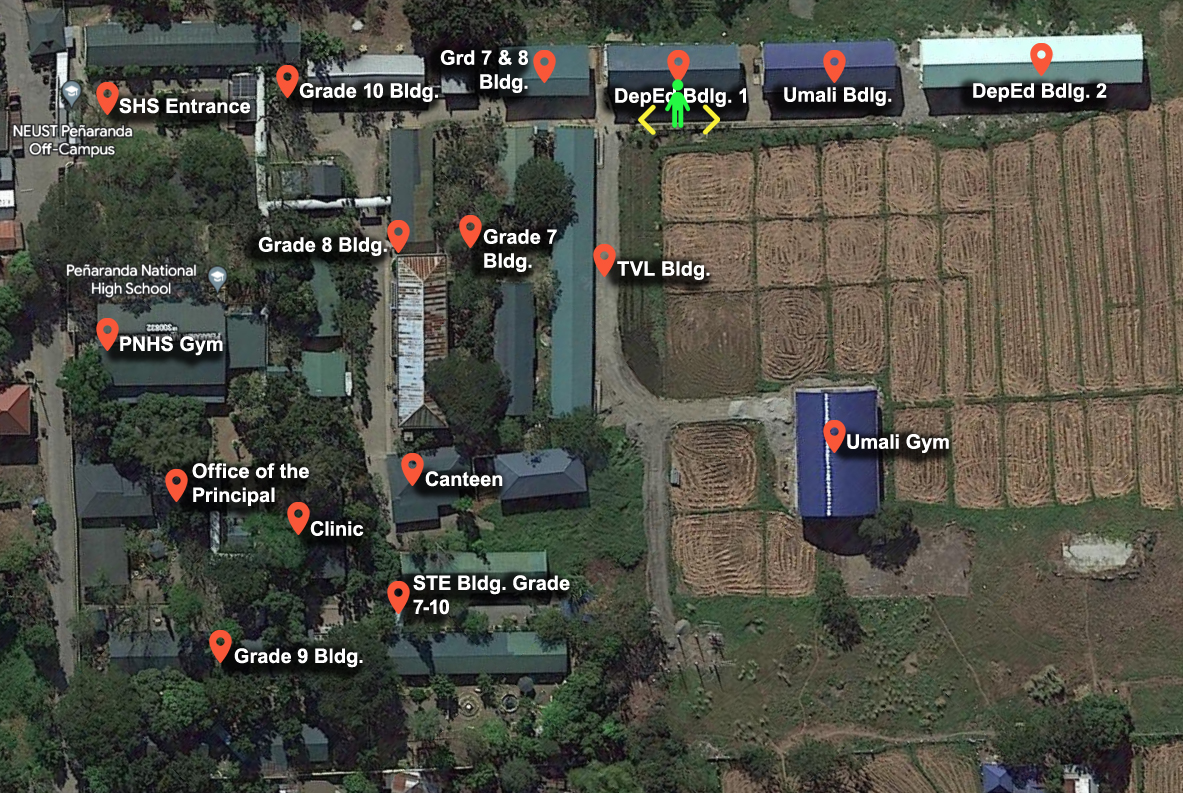 Grd 7 & 8
Bldg.
SHS Entrance
Grade 10 Bldg.
DepEd Bdlg. 1
Umali Bdlg.
DepEd Bdlg. 2
NEUST Peñaranda
Off-Campus
Grade 8 Bldg.
Grade 7
Bldg.
TVL Bldg.
Peñaranda National
High School
PNHS Gym
Umali Gym
Office of the
Principal
Canteen
Clinic
STE Bldg. Grade
7-10
Grade 9 Bldg.